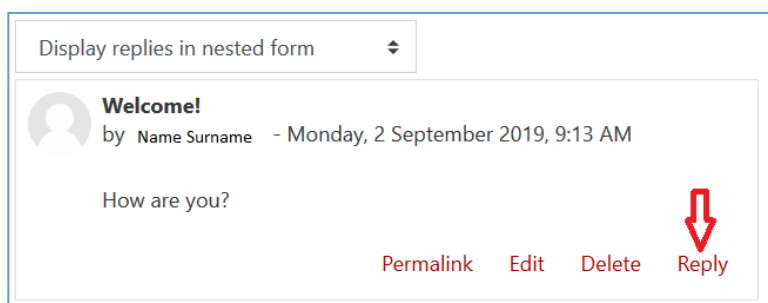 Display replies in nested form
Welcome!
by Name Surname - Monday, 2 September 2019, 9:13 AM
How are you?
Permalink Edit Delete Reply